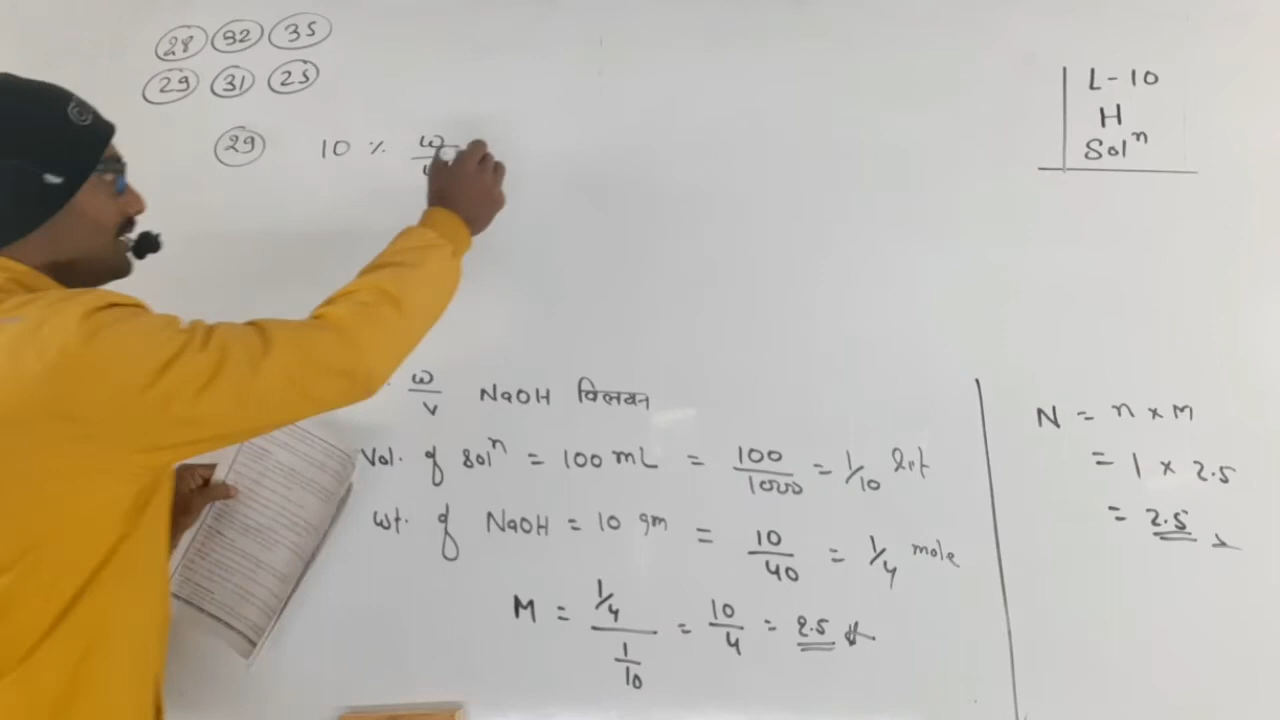 28 32 35
29 31 25
L-10
H
Solⁿ
29 10 % w/
w/v NaOH विलयन
Vol. of Solⁿ = 100 mL = 100/1000 = 1/10 lit
wt. of NaOH = 10 gm = 10/40 = 1/4 mole
M = 1/4 / 1/10 = 10/4 = 2.5
N = n × M
= 1 × 2.5
= 2.5